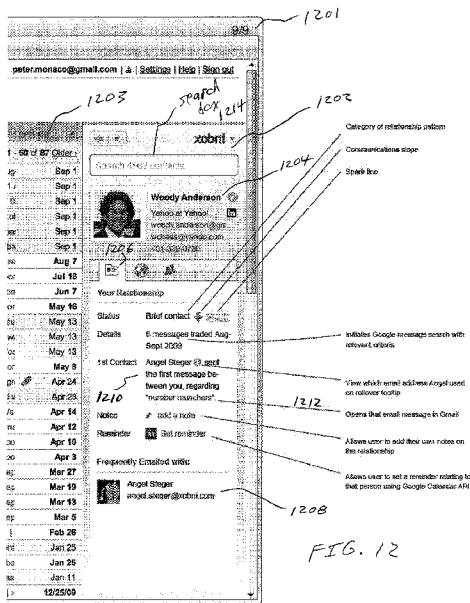 1201
9/9
peter.monaco@gmail.com | | Settings | Help | Sign out
1203
search box 1214
1202
xobni
1 - 50 of 87 Older ›
Category of relationship pattern
Communications slope
Spark line
1204
Woody Anderson
Yahoo at Yahoo!
1206
Your Relationship
Status Brief contact
Details 6 messages traded Aug-
Sept 2009
Initiates Google message search with
relevant criteria
1st Contact Angel Steger sent
the first message be-
tween you, regarding
"number munchers".
1210
View which email address Angel used
on rollover tooltip
1212
Opens that email message in Gmail
Notes add a note
Allows user to add their own notes on
the relationship
Reminder Set reminder
Allows user to set a reminder relating to
that person using Google Calendar API
Frequently Emailed with:
Angel Steger
angel.steger@xobni.com
1208
Sep 1
Sep 1
Sep 1
Sep 1
Sep 1
Sep 1
Aug 7
Jul 18
Jun 7
May 16
May 13
May 13
May 13
May 8
Apr 24
Apr 23
Apr 14
Apr 12
Apr 10
Apr 3
Mar 27
Mar 19
Mar 13
Mar 5
Feb 26
Jan 25
Jan 25
Jan 11
12/25/09
FIG. 12